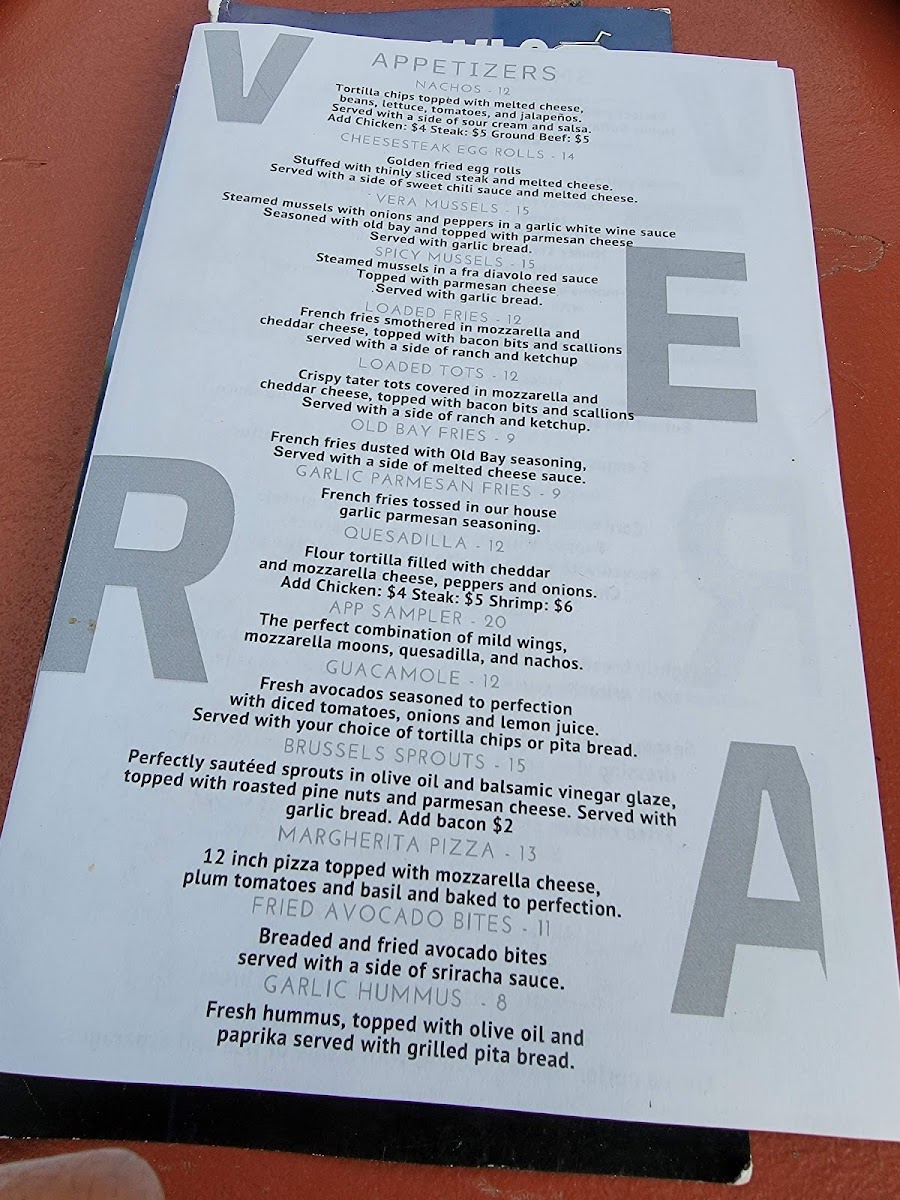 APPETIZERS
NACHOS - 12
Tortilla chips topped with melted cheese,
beans, lettuce, tomatoes, and jalapeños.
Served with a side of sour cream and salsa.
Add Chicken: $4 Steak: $5 Ground Beef: $5
CHEESESTEAK EGG ROLLS - 14
Golden fried egg rolls
Stuffed with thinly sliced steak and melted cheese.
Served with a side of sweet chili sauce and melted cheese.
VERA MUSSELS - 15
Steamed mussels with onions and peppers in a garlic white wine sauce
Seasoned with old bay and topped with parmesan cheese
Served with garlic bread.
SPICY MUSSELS - 15
Steamed mussels in a fra diavolo red sauce
Topped with parmesan cheese
.Served with garlic bread.
LOADED FRIES - 12
French fries smothered in mozzarella and
cheddar cheese, topped with bacon bits and scallions
served with a side of ranch and ketchup
LOADED TOTS - 12
Crispy tater tots covered in mozzarella and
cheddar cheese, topped with bacon bits and scallions
Served with a side of ranch and ketchup.
OLD BAY FRIES - 9
French fries dusted with Old Bay seasoning,
Served with a side of melted cheese sauce.
GARLIC PARMESAN FRIES - 9
French fries tossed in our house
garlic parmesan seasoning.
QUESADILLA - 12
Flour tortilla filled with cheddar
and mozzarella cheese, peppers and onions.
Add Chicken: $4 Steak: $5 Shrimp: $6
APP SAMPLER - 20
The perfect combination of mild wings,
mozzarella moons, quesadilla, and nachos.
GUACAMOLE - 12
Fresh avocados seasoned to perfection
with diced tomatoes, onions and lemon juice.
Served with your choice of tortilla chips or pita bread.
BRUSSELS SPROUTS - 15
Perfectly sautéed sprouts in olive oil and balsamic vinegar glaze,
topped with roasted pine nuts and parmesan cheese. Served with
garlic bread. Add bacon $2
MARGHERITA PIZZA - 13
12 inch pizza topped with mozzarella cheese,
plum tomatoes and basil and baked to perfection.
FRIED AVOCADO BITES - 11
Breaded and fried avocado bites
served with a side of sriracha sauce.
GARLIC HUMMUS - 8
Fresh hummus, topped with olive oil and
paprika served with grilled pita bread.
V
E
R
A